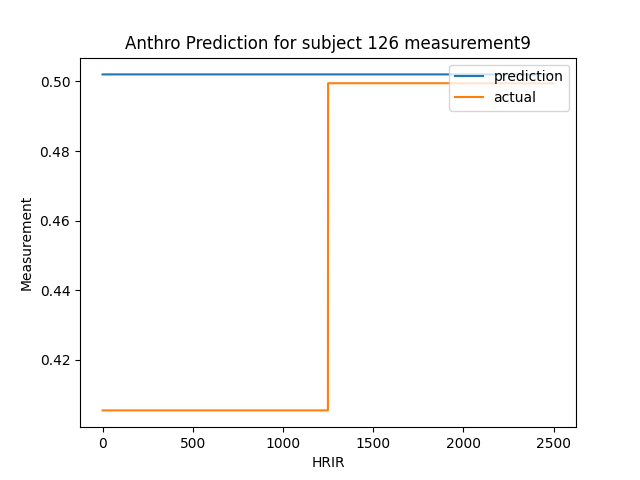 Anthro Prediction for subject 126 measurement9
prediction
actual
0.50
0.48
0.46
0.44
0.42
Measurement
0
500
1000
1500
2000
2500
HRIR